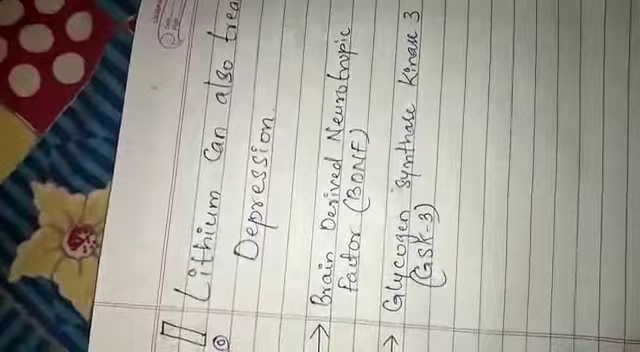 Lithium can also trea
Depression.
→ Brain Derived Neurotropic
Factor (BDNF)
→ Glycogen Synthase Kinase 3
(GSK-3)